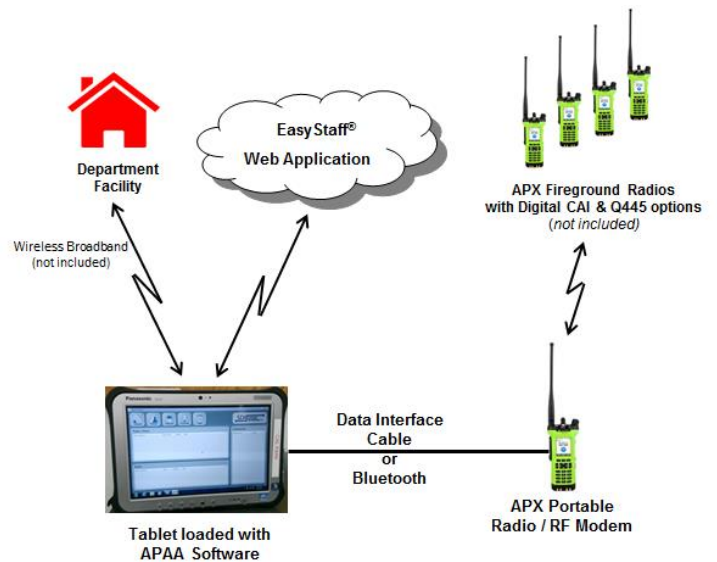 Department
Facility
EasyStaff®
Web Application
APX Fireground Radios
with Digital CAI & Q445 options
(not included)
Wireless Broadband
(not included)
Panasonic
Data Interface
Cable
or
Bluetooth
Tablet loaded with
APAA Software
APX Portable
Radio / RF Modem